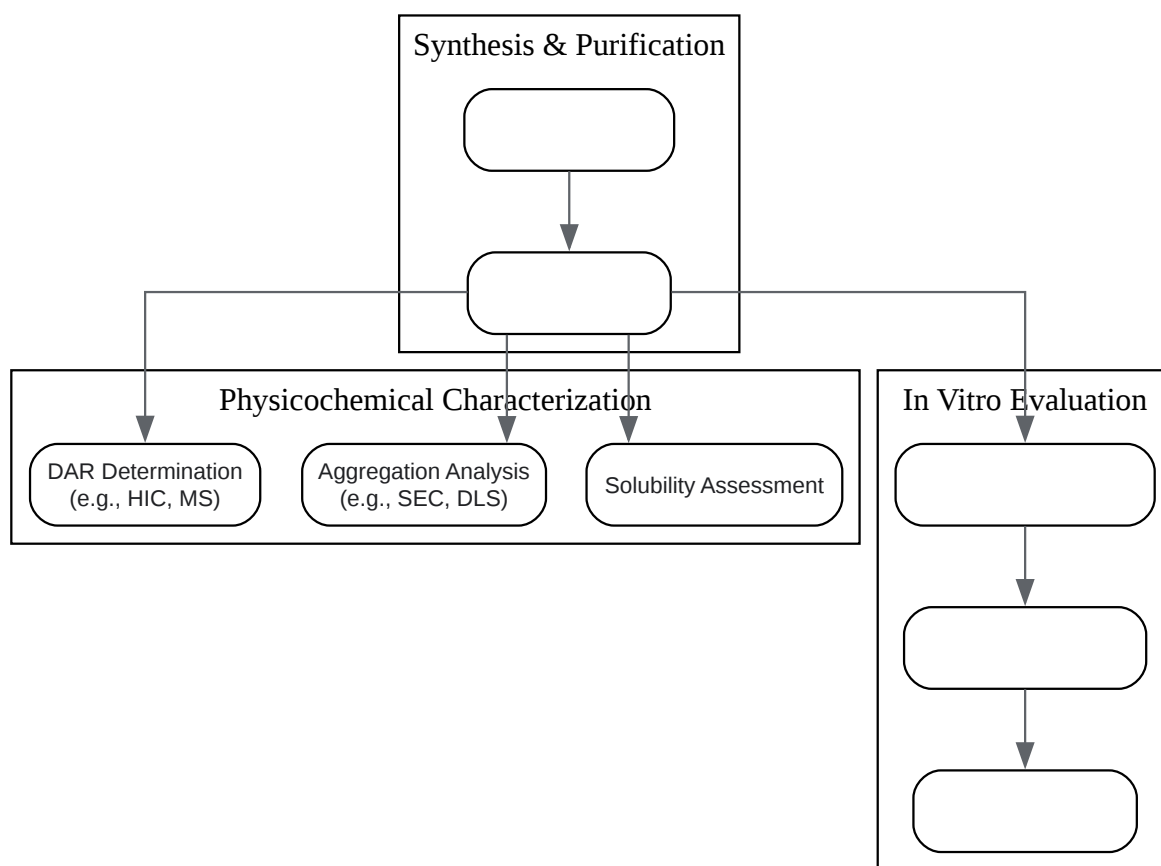 Synthesis & Purification
Physicochemical Characterization
In Vitro Evaluation
DAR Determination
(e.g., HIC, MS)
Aggregation Analysis
(e.g., SEC, DLS)
Solubility Assessment